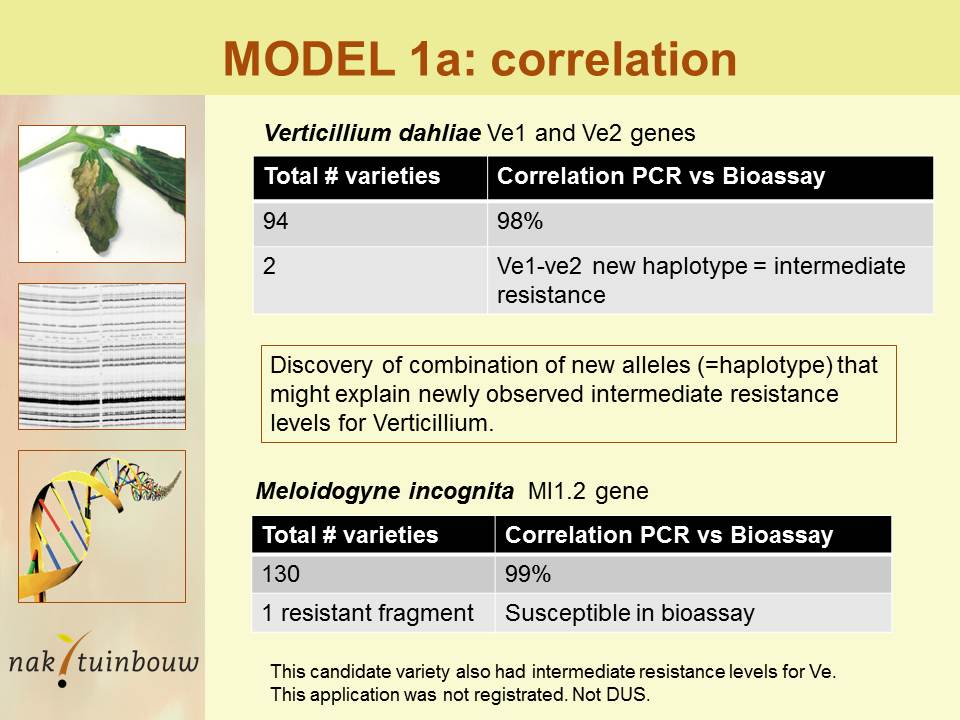 MODEL 1a: correlation
Verticillium dahliae Ve1 and Ve2 genes
Total # varieties Correlation PCR vs Bioassay
94 98%
2 Ve1-ve2 new haplotype = intermediate
resistance
Discovery of combination of new alleles (=haplotype) that
might explain newly observed intermediate resistance
levels for Verticillium.
Meloidogyne incognita MI1.2 gene
Total # varieties Correlation PCR vs Bioassay
130 99%
1 resistant fragment Susceptible in bioassay
This candidate variety also had intermediate resistance levels for Ve.
This application was not registrated. Not DUS.
nak tuinbouw